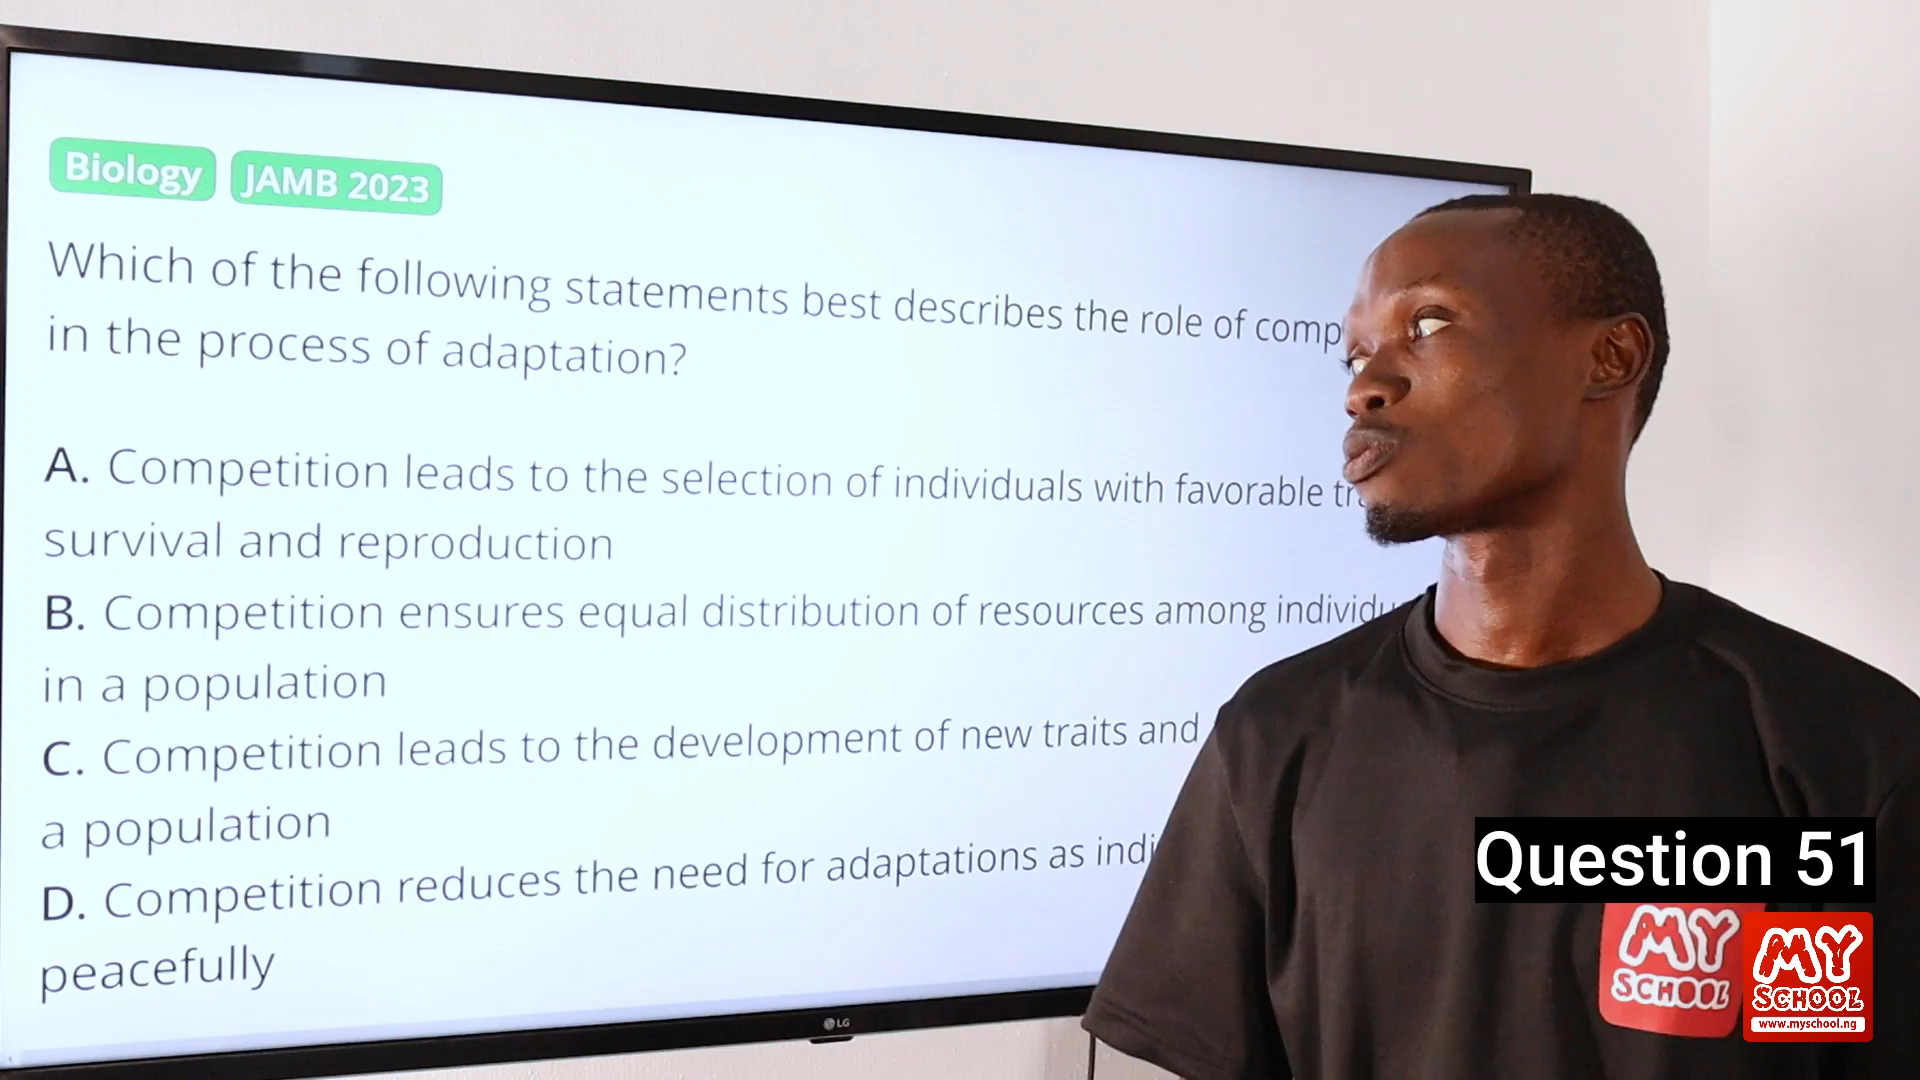 Biology JAMB 2023
Which of the following statements best describes the role of
in the process of adaptation?
A. Competition leads to the selection of individuals with favorable
survival and reproduction
B. Competition ensures equal distribution of resources among
in a population
C. Competition leads to the development of new traits and
a population
D. Competition reduces the need for adaptations as
peacefully
LG
Question 51
MY
SCHOOL
MY
SCHOOL
www.myschool.ng